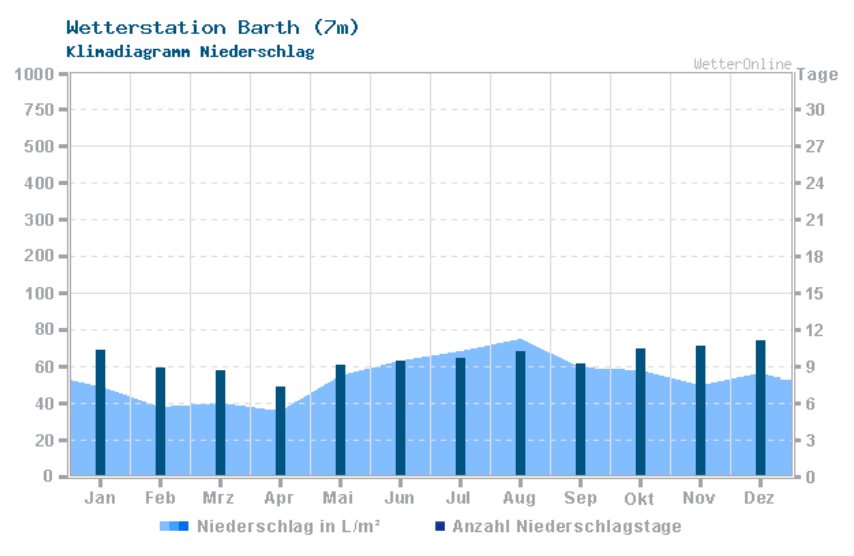 Wetterstation Barth (7m)
Klimadiagramm Niederschlag
WetterOnline
1000 Tage
750 30
500 27
400 24
300 21
200 18
100 15
80 12
60 9
40 6
20 3
0 0
Jan Feb Mrz Apr Mai Jun Jul Aug Sep Okt Nov Dez
Niederschlag in L/m² Anzahl Niederschlagstage